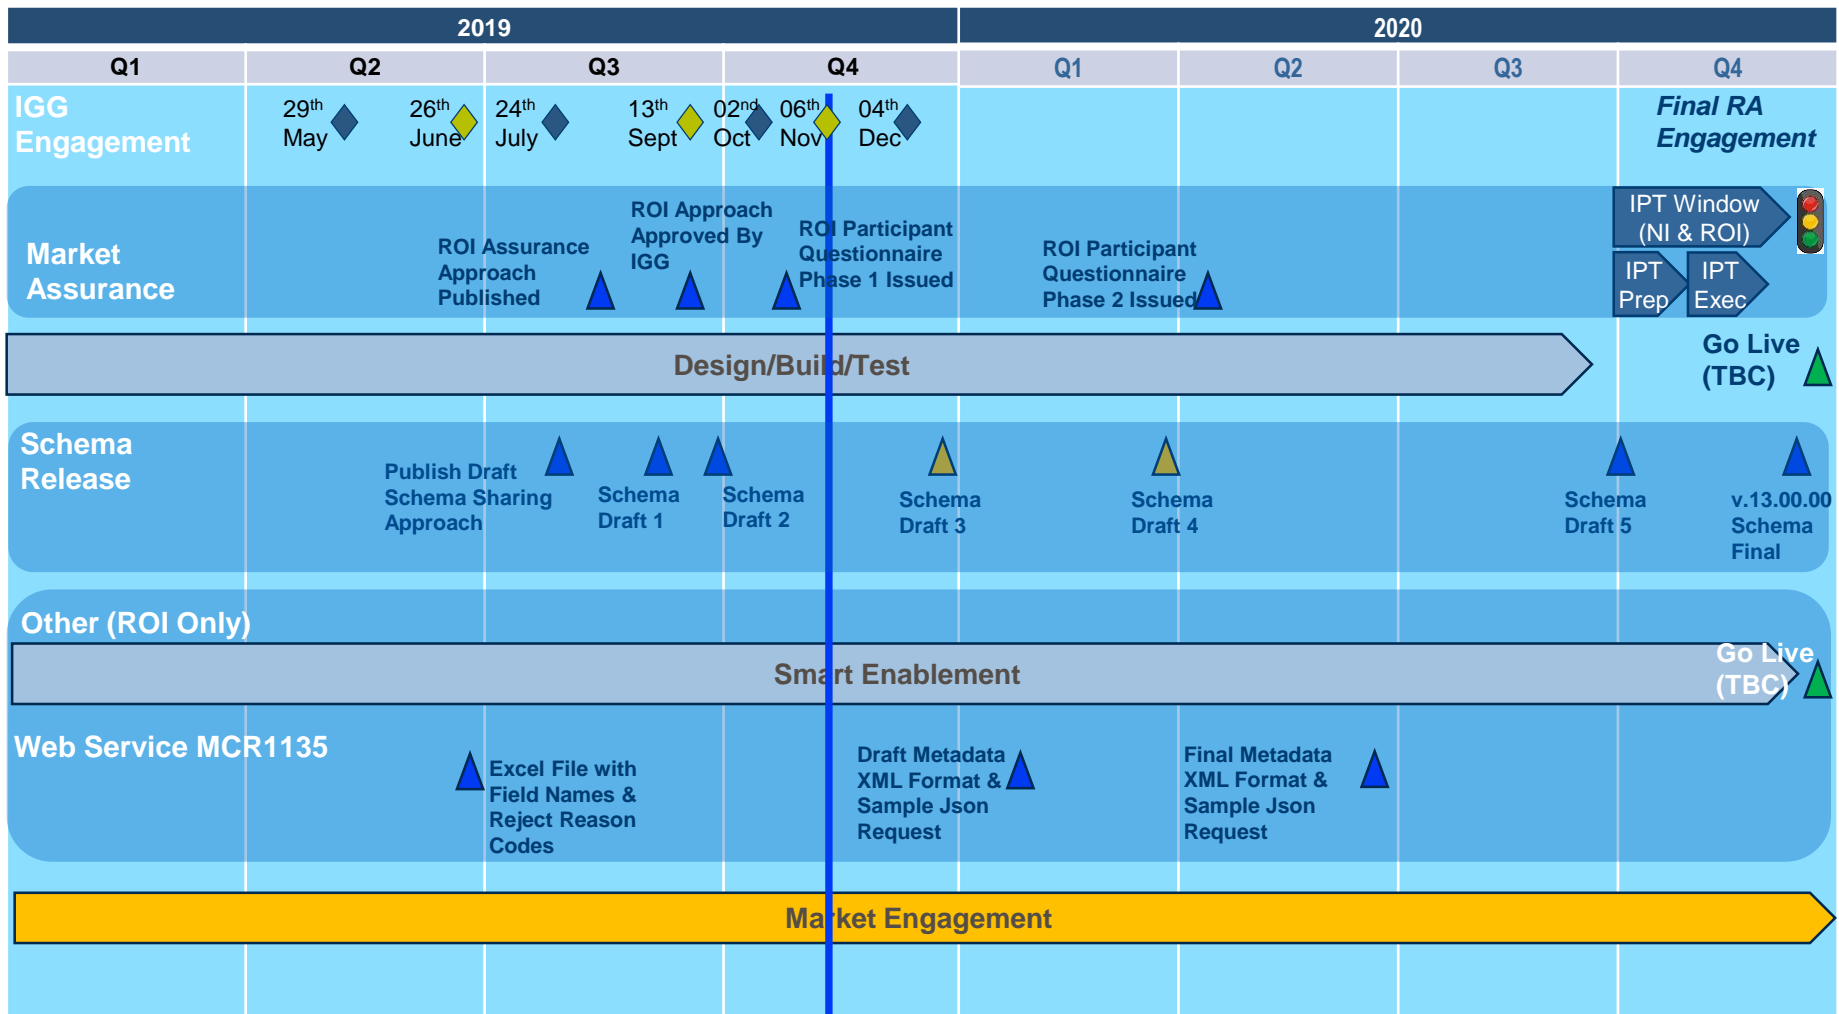 2019
2020
Q1
Q2
Q3
Q4
Q1
Q2
Q3
Q4
IGG
Engagement
29th
May
26th
June
24th
July
13th
Sept
02nd
Oct
06th
Nov
04th
Dec
Final RA
Engagement
Market
Assurance
ROI Assurance
Approach
Published
ROI Approach
Approved By
IGG
ROI Participant
Questionnaire
Phase 1 Issued
ROI Participant
Questionnaire
Phase 2 Issued
IPT Window
(NI & ROI)
IPT
Prep
IPT
Exec
Design/Build/Test
Go Live
(TBC)
Schema
Release
Publish Draft
Schema Sharing
Approach
Schema
Draft 1
Schema
Draft 2
Schema
Draft 3
Schema
Draft 4
Schema
Draft 5
v.13.00.00
Schema
Final
Other (ROI Only)
Smart Enablement
Go Live
(TBC)
Web Service MCR1135
Excel File with
Field Names &
Reject Reason
Codes
Draft Metadata
XML Format &
Sample Json
Request
Final Metadata
XML Format &
Sample Json
Request
Market Engagement